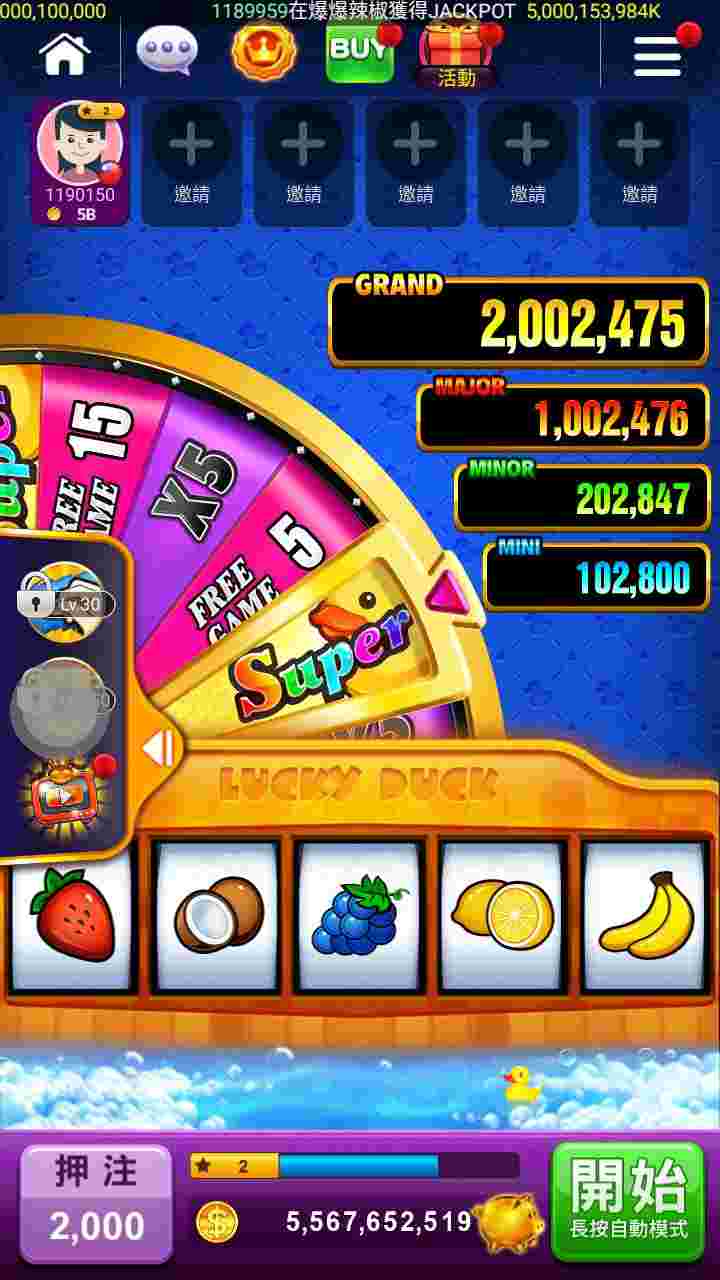 000,100,000
1189959在爆爆辣椒獲得JACKPOT 5,000,153,984K
BUY
活動
2
1190150
5B
邀請
邀請
邀請
邀請
邀請
GRAND
2,002,475
MAJOR
1,002,476
MINOR
202,847
MINI
102,800
15
X5
FREE GAME
5
Super
Lv 30
LUCKY DUCK
押注
2,000
2
5,567,652,519
開始
長按自動模式